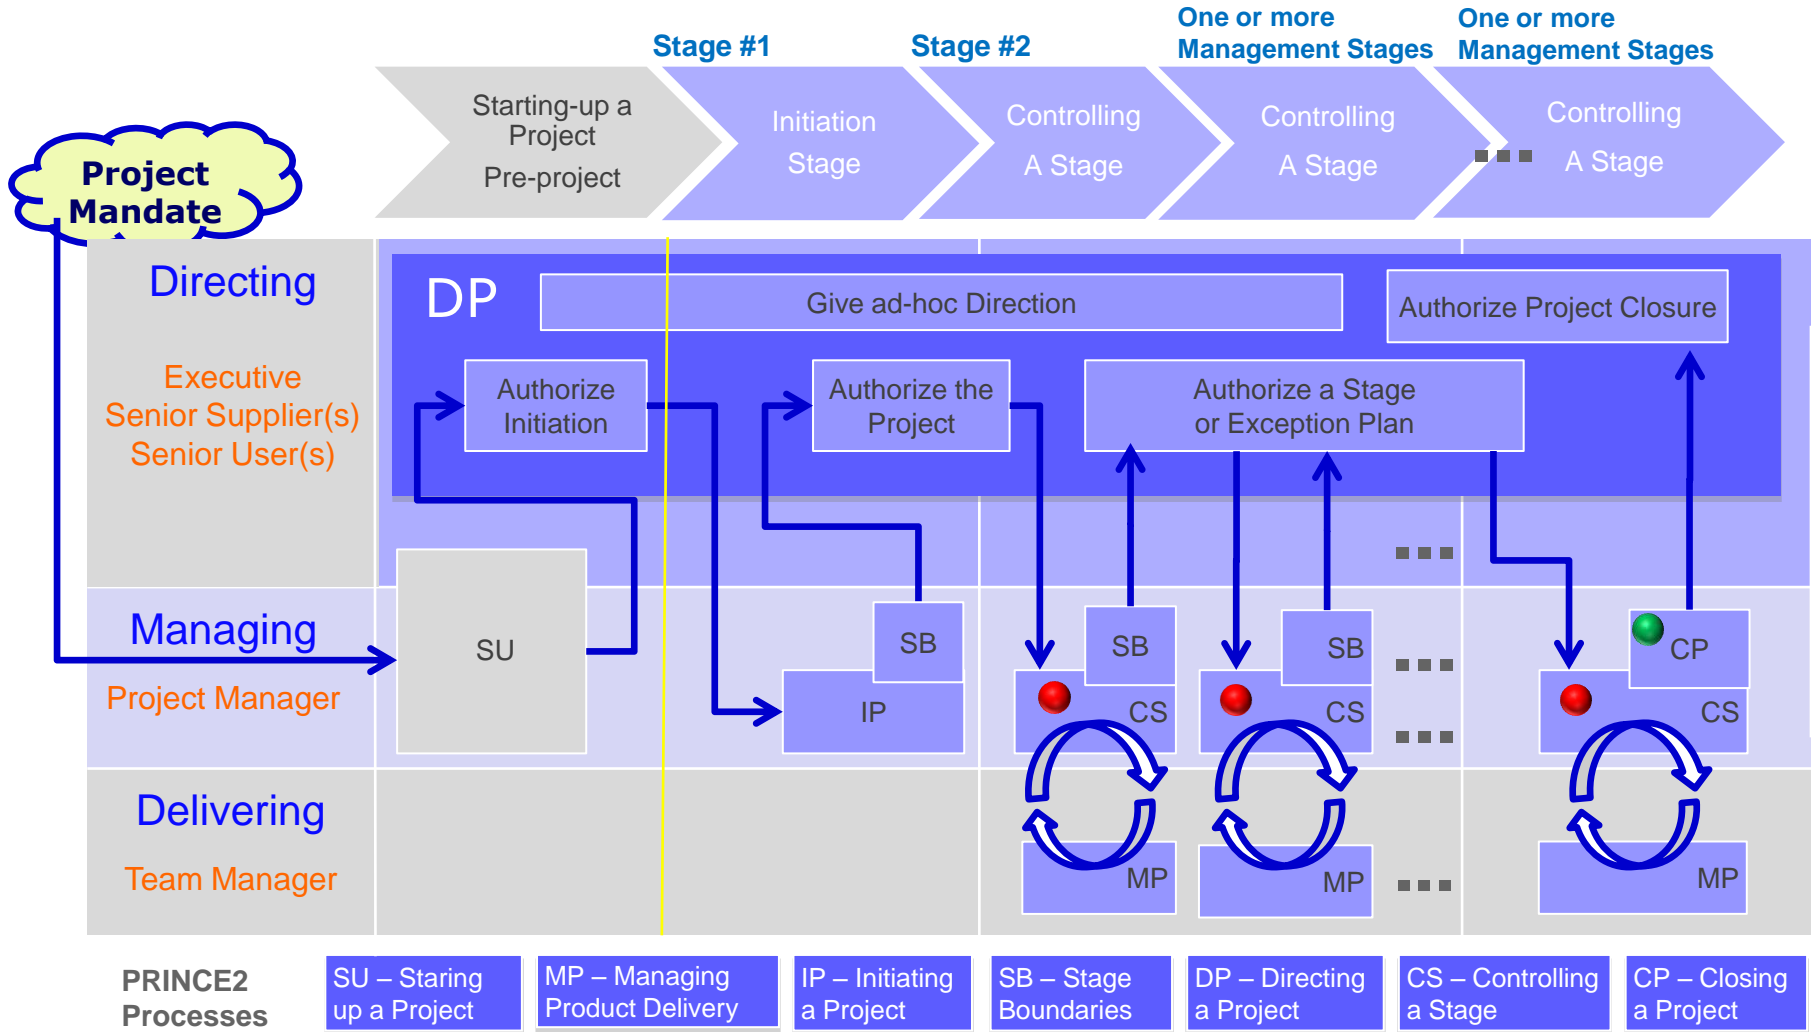 Stage #1
Stage #2
One or more
Management Stages
One or more
Management Stages
Starting-up a
Project
Pre-project
Initiation
Stage
Controlling
A Stage
Controlling
A Stage
Controlling
A Stage
Project
Mandate
Directing
Executive
Senior Supplier(s)
Senior User(s)
DP
Give ad-hoc Direction
Authorize Project Closure
Authorize
Initiation
Authorize the
Project
Authorize a Stage
or Exception Plan
Managing
Project Manager
SU
SB
IP
SB
CS
SB
CS
CP
CS
Delivering
Team Manager
MP
MP
MP
PRINCE2
Processes
SU – Staring
up a Project
MP – Managing
Product Delivery
IP – Initiating
a Project
SB – Stage
Boundaries
DP – Directing
a Project
CS – Controlling
a Stage
CP – Closing
a Project